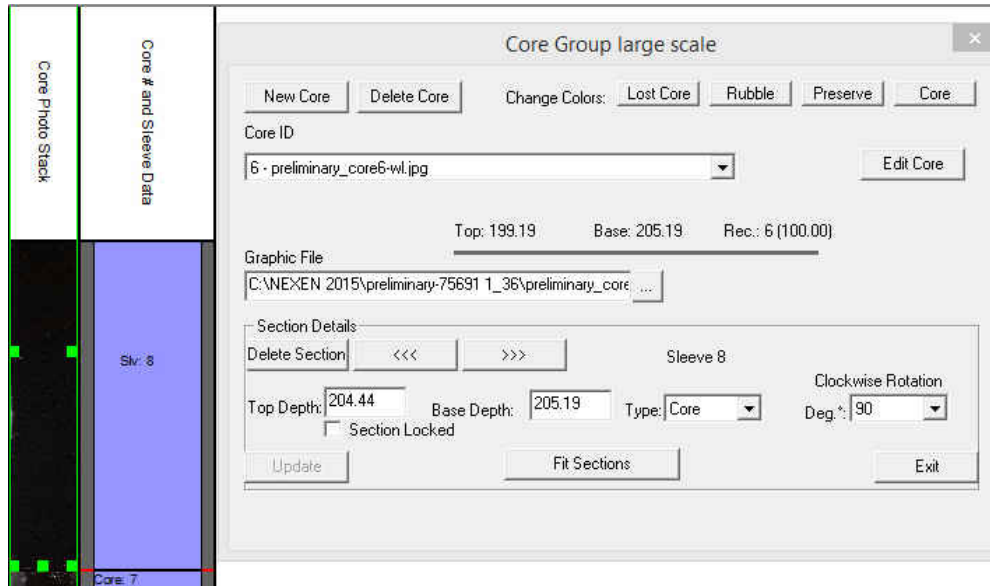 Core Photo Stack
Core # and Sleeve Data
Slv: 8
Core: 7
Core Group large scale
New Core Delete Core Change Colors: Lost Core Rubble Preserve Core
Core ID
6 - preliminary_core6-wl.jpg Edit Core
Top: 199.19 Base: 205.19 Rec.: 6 (100.00)
Graphic File
C:\NEXEN 2015\preliminary-75691 1_36\preliminary_core ...
Section Details
Delete Section <<< >>> Sleeve 8
Clockwise Rotation
Top Depth: 204.44 Base Depth: 205.19 Type: Core Deg.°: 90
Section Locked
Update Fit Sections Exit